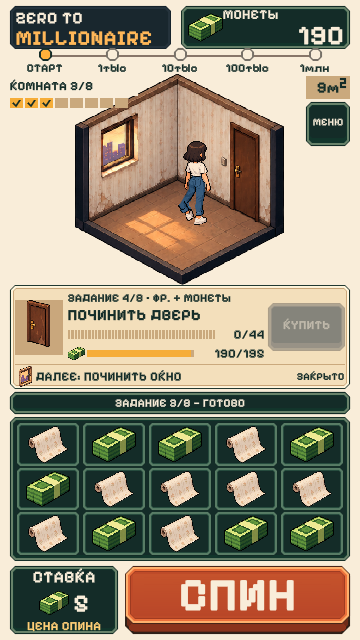 ZERO TO
MILLIONAIRE
МОНЕТЫ
190
СТАРТ
1тыс
10тыс
100тыс
1млн
КОМНАТА 3/8
9м²
МЕНЮ
ЗАДАНИЕ 4/8 · ФР. + МОНЕТЫ
ПОЧИНИТЬ ДВЕРЬ
КУПИТЬ
0/44
190/198
ДАЛЕЕ: ПОЧИНИТЬ ОКНО
ЗАКРЫТО
ЗАДАНИЕ 3/8 – ГОТОВО
СТАВКА
8
ЦЕНА СПИНА
СПИН